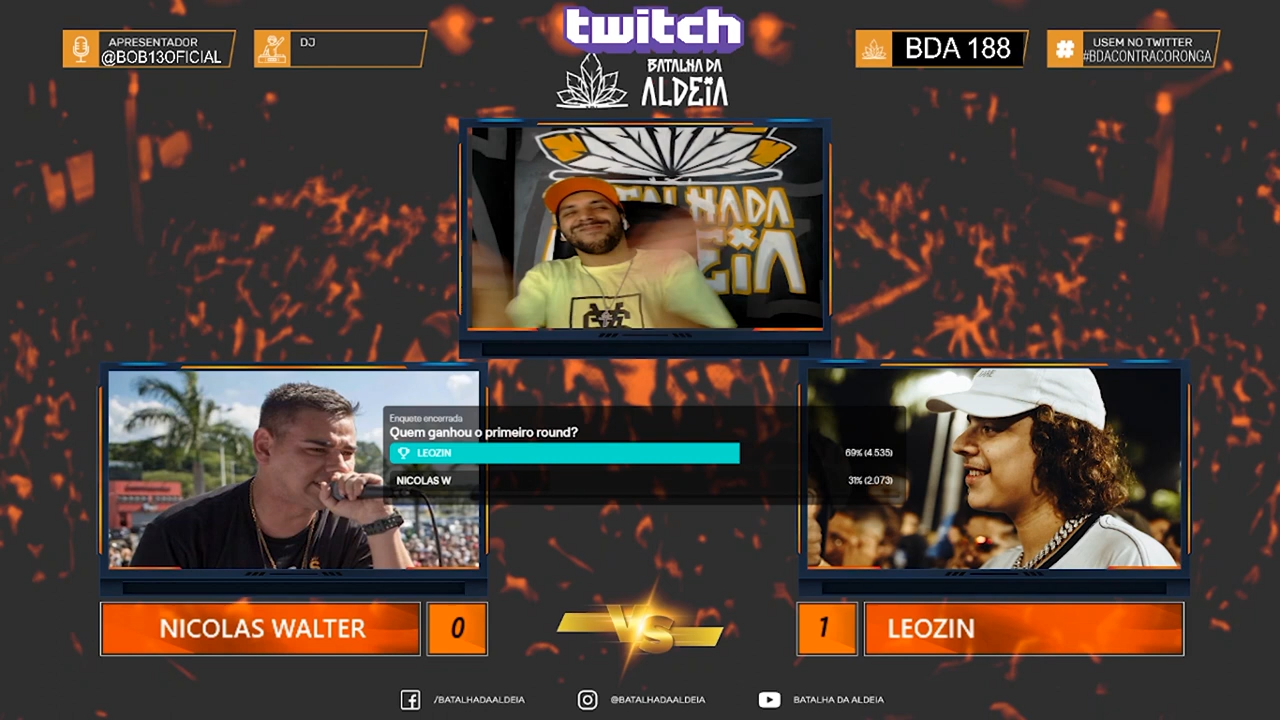 twitch
APRESENTADOR
@BOB13OFICIAL
DJ
BATALHA DA
ALDEIA
BDA 188
#
USEM NO TWITTER
#BDACONTRACORONGA
Enquete encerrada
Quem ganhou o primeiro round?
LEOZIN
69% (4.535)
NICOLAS W
31% (2.073)
NICOLAS WALTER
0
VS
1
LEOZIN
/BATALHADAALDEIA
@BATALHADAALDEIA
BATALHA DA ALDEIA